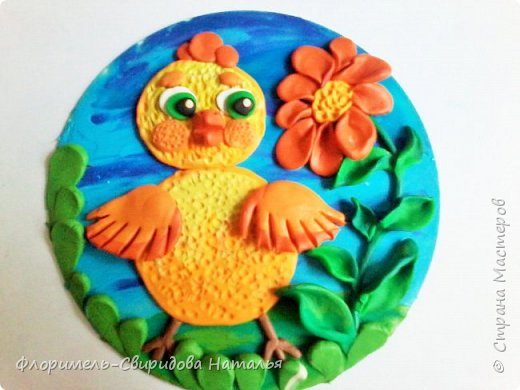 © Страна Мастеров
Флоримель-Свиридова Наталья